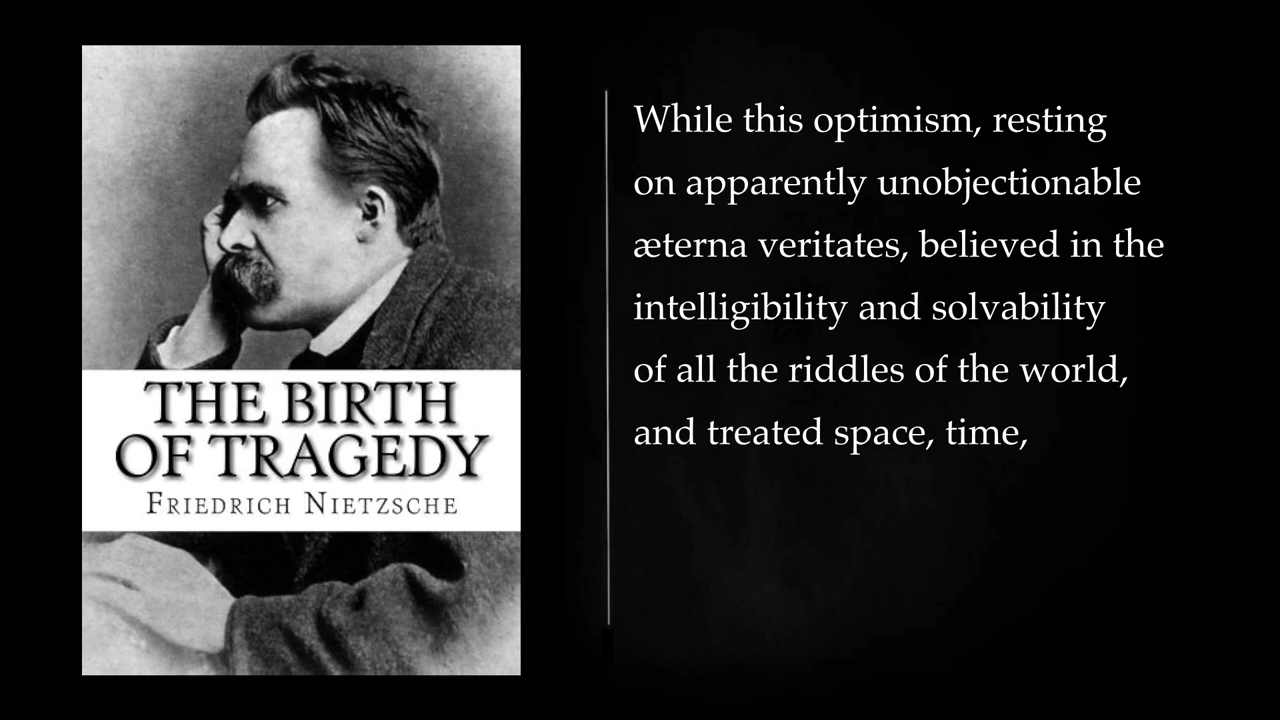 THE BIRTH
OF TRAGEDY
FRIEDRICH NIETZSCHE
While this optimism, resting
on apparently unobjectionable
æterna veritates, believed in the
intelligibility and solvability
of all the riddles of the world,
and treated space, time,